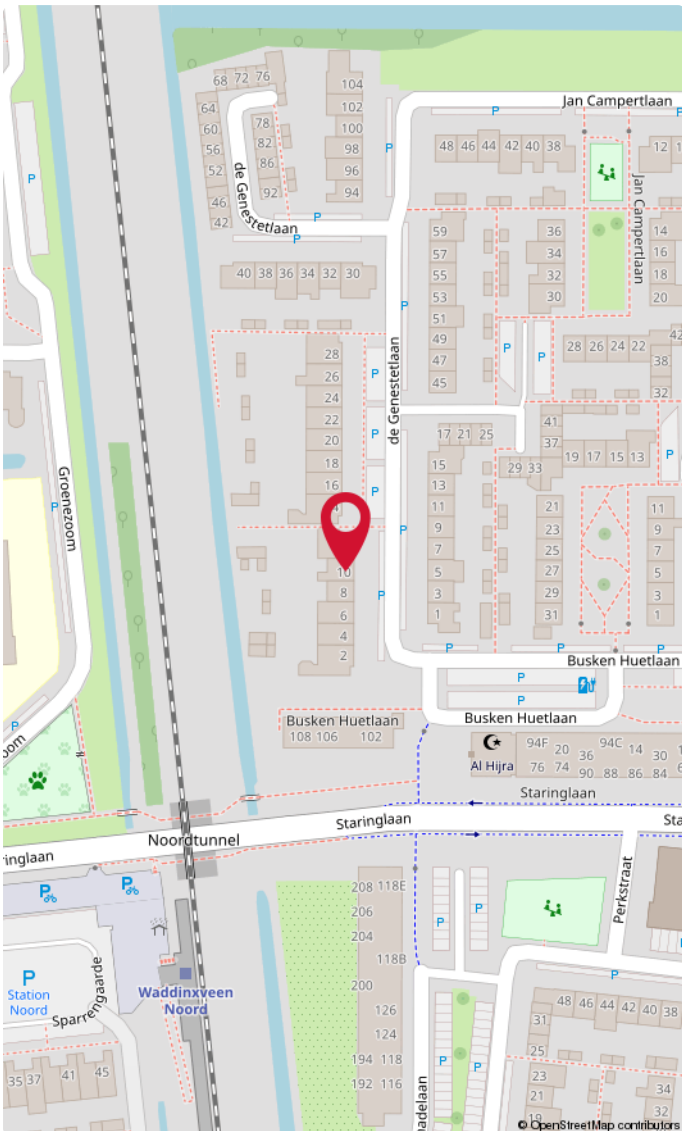 68 72 76
104
64
102
Jan Campertlaan
P
P
60
78
100
56
82
98
48 46 44 42 40 38
12
52
86
96
P
P
92
94
46
42
de Genestetlaan
P
P
Jan Campertlaan
59
36
14
57
34
16
40 38 36 34 32 30
55
32
18
53
30
20
P
51
49
28 26 24 22
42
28
47
P
P
38
26
P
45
32
24
de Genestetlaan
22
17 21 25
41
20
P
37
18
15
19 17 15 13
P
16
P
13
29 33
Groenezoom
P
11
21
11
P
9
23
9
7
25
7
10
5
27
5
8
3
29
3
6
P
1
31
1
4
2
P
P
P
Busken Huetlaan
P
P
Busken Huetlaan
Busken Huetlaan
108 106 102
Al Hijra
94F 20 36 94C 14 30
76 74 90 88 86 84
P
oom
Staringlaan
Staringlaan
Sta
Noordtunnel
ringlaan
P
P
208 118E
206
204
118B
P
P
Perkstraat
P
Station
Noord
Waddinxveen
Noord
200
P
Sparrengaarde
126
48 46 44 42 40 38
124
31
194 118
25
192 116
P
P
35 37 41 45
23
34
21
32
19
adelaan
© OpenStreetMap contributors